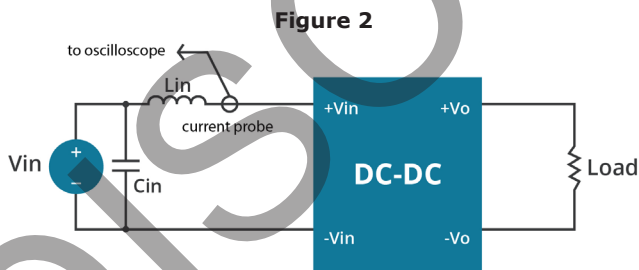 Figure 2
to oscilloscope
Lin
current probe
+Vin
+Vo
Vin
+
−
Cin
DC-DC
Load
-Vin
-Vo